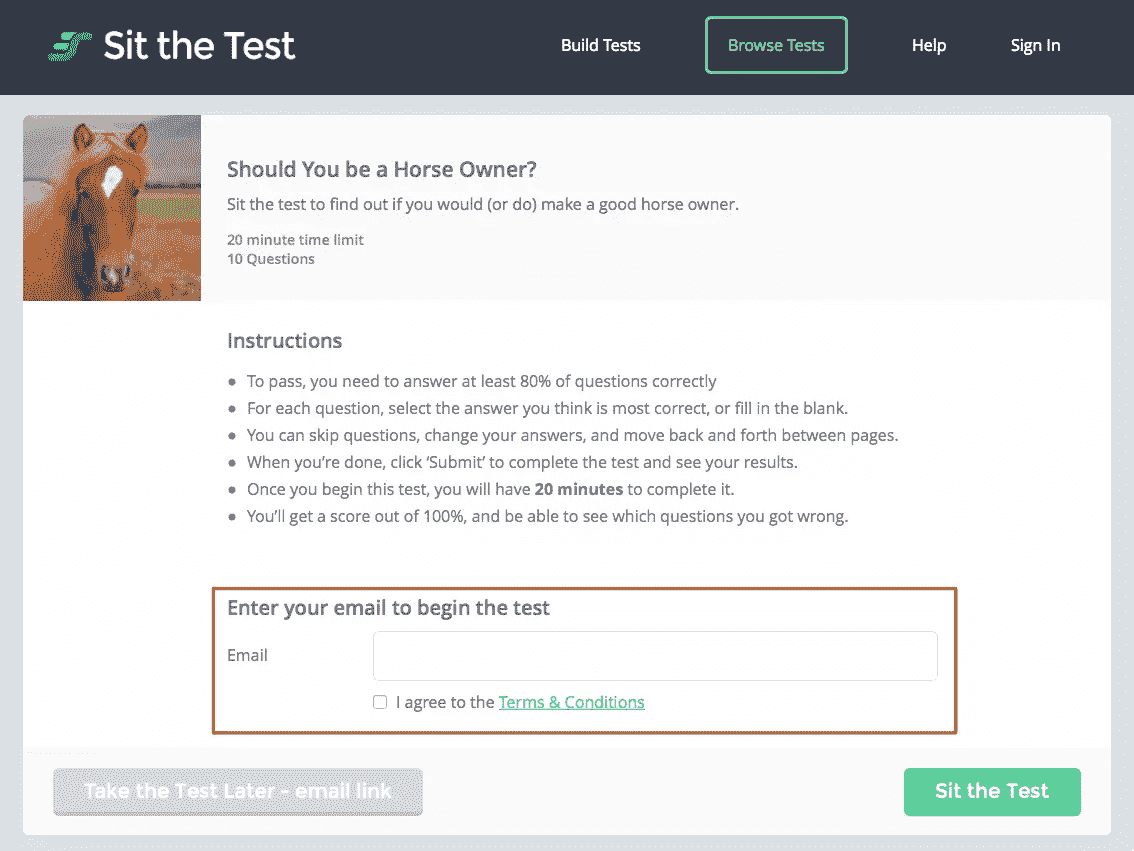 Sit the Test
Build Tests
Browse Tests
Help
Sign In
Should You be a Horse Owner?
Sit the test to find out if you would (or do) make a good horse owner.
20 minute time limit
10 Questions
Instructions
• To pass, you need to answer at least 80% of questions correctly
• For each question, select the answer you think is most correct, or fill in the blank.
• You can skip questions, change your answers, and move back and forth between pages.
• When you’re done, click ‘Submit’ to complete the test and see your results.
• Once you begin this test, you will have 20 minutes to complete it.
• You’ll get a score out of 100%, and be able to see which questions you got wrong.
Enter your email to begin the test
Email
I agree to the Terms & Conditions
Take the Test Later - email link
Sit the Test